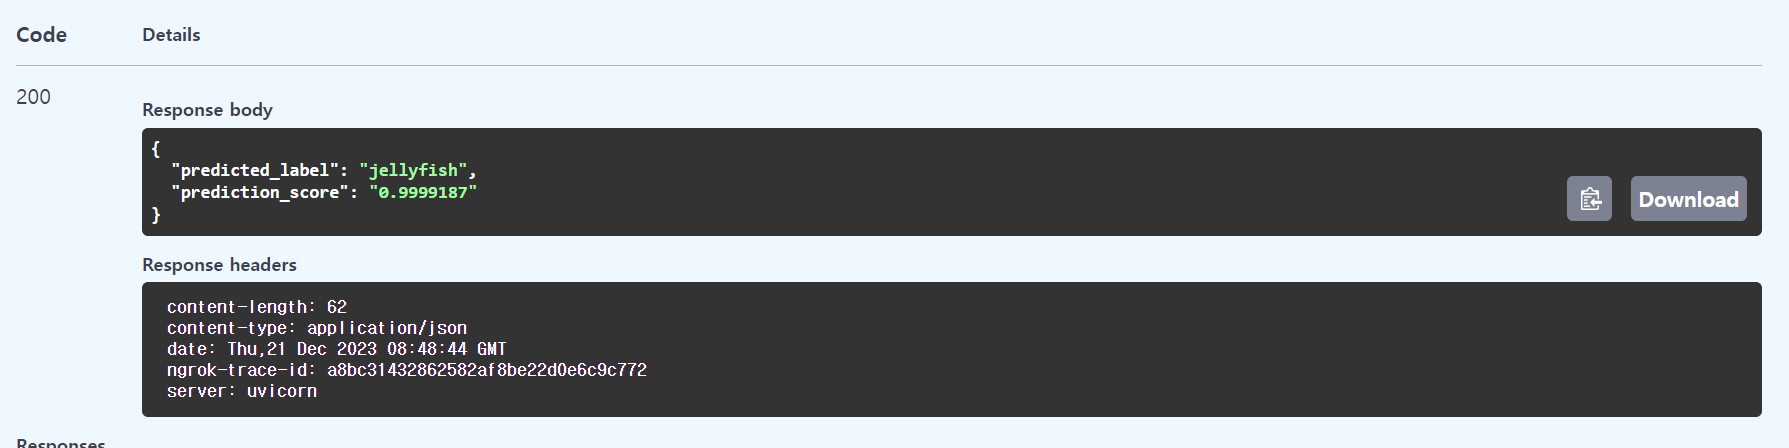 Code Details
200
Response body
{
"predicted_label": "jellyfish",
"prediction_score": "0.9999187"
}
Download
Response headers
content-length: 62
content-type: application/json
date: Thu,21 Dec 2023 08:48:44 GMT
ngrok-trace-id: a8bc31432862582af8be22d0e6c9c772
server: uvicorn
Responses